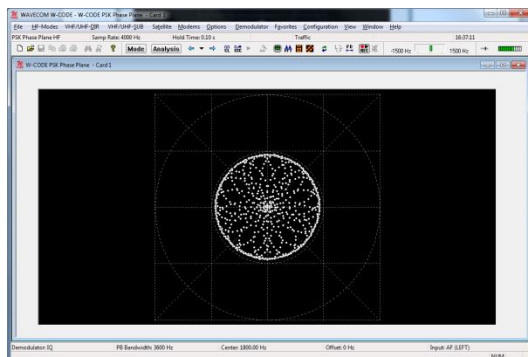 WAVECOM W-CODE - W-CODE PSK Phase Plane - Card 1
File HF-Modes VHF/UHF-DIR VHF/UHF-SUB Satellite Modems Options Demodulator Favorites Configuration View Window Help
PSK Phase Plane HF Samp Rate: 4000 Hz Hold Time: 0.10 s Traffic 16:37:11
Mode Analysis -1500 Hz 1500 Hz
W-CODE PSK Phase Plane - Card 1
Demodulator: IQ PB Bandwidth: 3600 Hz Center: 1800.00 Hz Offset: 0 Hz Input: AF (LEFT)
NUM